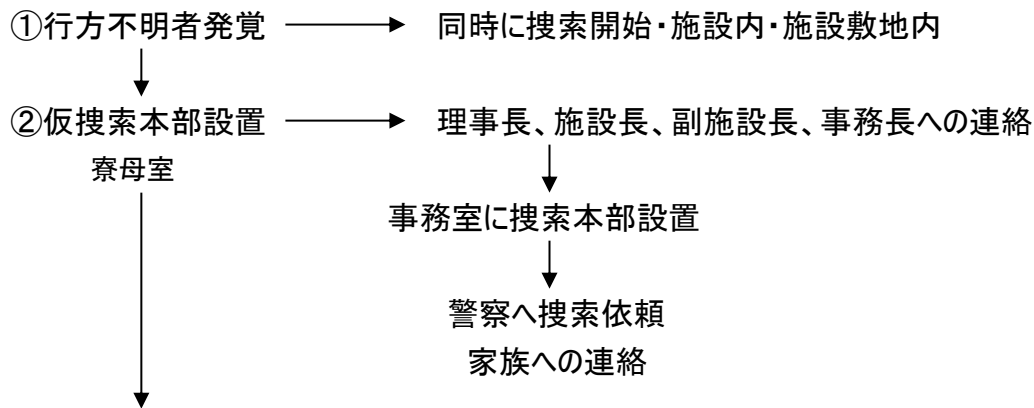 ①行方不明者発覚
同時に捜索開始・施設内・施設敷地内
②仮捜索本部設置
理事長、施設長、副施設長、事務長への連絡
寮母室
事務室に捜索本部設置
警察へ捜索依頼
家族への連絡